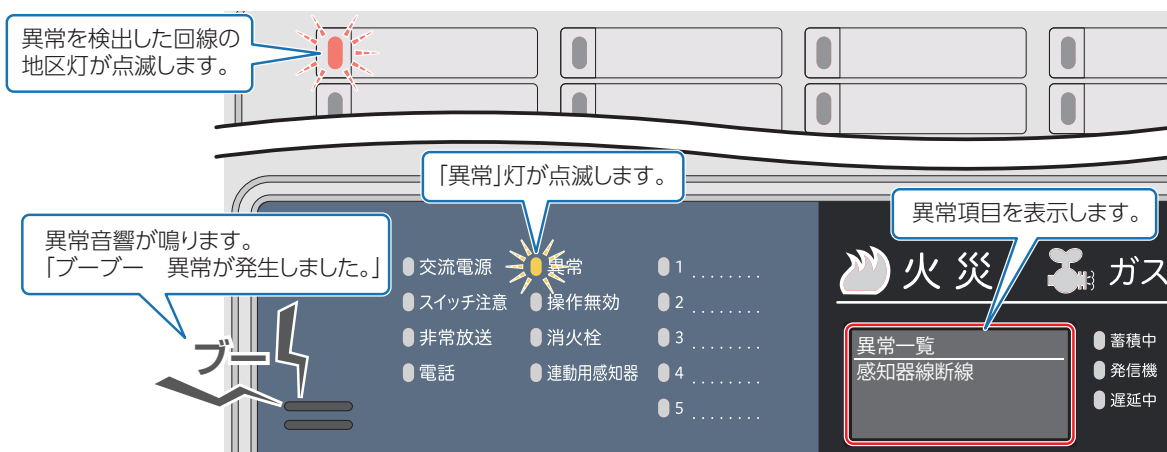 異常を検出した回線の
地区灯が点滅します。
「異常」灯が点滅します。
異常項目を表示します。
異常音響が鳴ります。
「ブーブー　異常が発生しました。」
ブー
交流電源
異常
1 ........
スイッチ注意
操作無効
2 ........
非常放送
消火栓
3 ........
電話
連動用感知器
4 ........
5 ........
火災
ガス
異常一覧
感知器線断線
蓄積中
発信機
遅延中